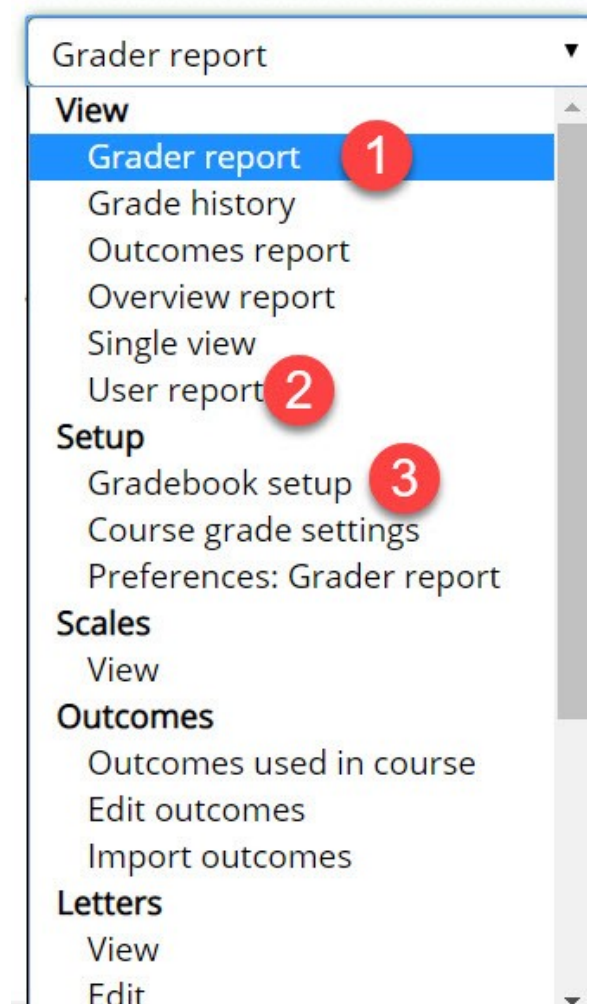 Grader report
View
Grader report 1
Grade history
Outcomes report
Overview report
Single view
User report 2
Setup
Gradebook setup 3
Course grade settings
Preferences: Grader report
Scales
View
Outcomes
Outcomes used in course
Edit outcomes
Import outcomes
Letters
View
Edit